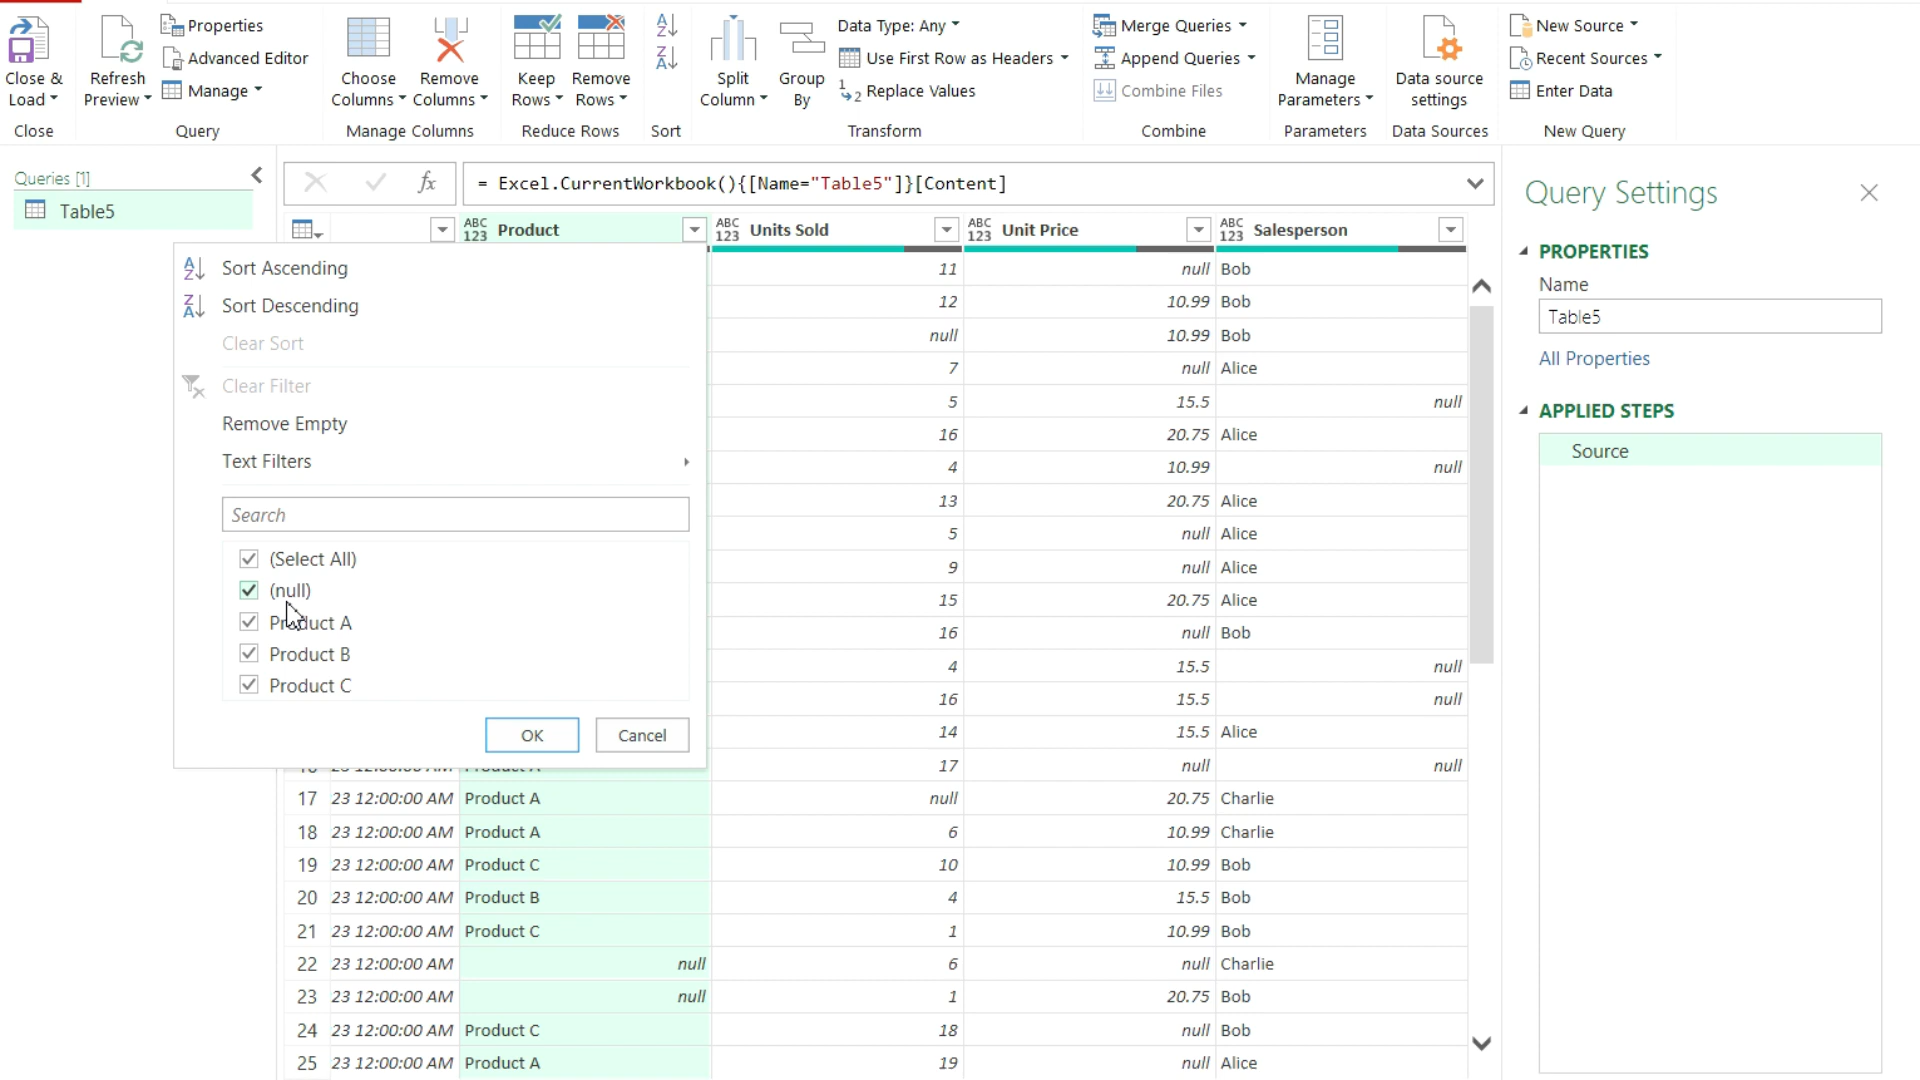 Close &
Load
Close
Refresh
Preview
Properties
Advanced Editor
Manage
Query
Choose
Columns
Remove
Columns
Manage Columns
Keep
Rows
Remove
Rows
Reduce Rows
Sort
Split
Column
Group
By
Data Type: Any
Use First Row as Headers
Replace Values
Transform
Merge Queries
Append Queries
Combine Files
Combine
Manage
Parameters
Parameters
Data source
settings
Data Sources
New Source
Recent Sources
Enter Data
New Query
Queries [1]
Table5
fx = Excel.CurrentWorkbook(){[Name="Table5"]}[Content]
ABC 123 Product ABC 123 Units Sold ABC 123 Unit Price ABC 123 Salesperson
Sort Ascending
Sort Descending
Clear Sort
Clear Filter
Remove Empty
Text Filters
Search
(Select All)
(null)
Product A
Product B
Product C
OK Cancel
11 null Bob
12 10.99 Bob
null 10.99 Bob
7 null Alice
5 15.5 null
16 20.75 Alice
4 10.99 null
13 20.75 Alice
5 null Alice
9 null Alice
15 20.75 Alice
16 null Bob
4 15.5 null
16 15.5 null
14 15.5 Alice
17 null null
17 23 12:00:00 AM Product A null 20.75 Charlie
18 23 12:00:00 AM Product A 6 10.99 Charlie
19 23 12:00:00 AM Product C 10 10.99 Bob
20 23 12:00:00 AM Product B 4 15.5 Bob
21 23 12:00:00 AM Product C 1 10.99 Bob
22 23 12:00:00 AM null 6 null Charlie
23 23 12:00:00 AM null 1 20.75 Bob
24 23 12:00:00 AM Product C 18 null Bob
25 23 12:00:00 AM Product A 19 null Alice
Query Settings
PROPERTIES
Name
Table5
All Properties
APPLIED STEPS
Source